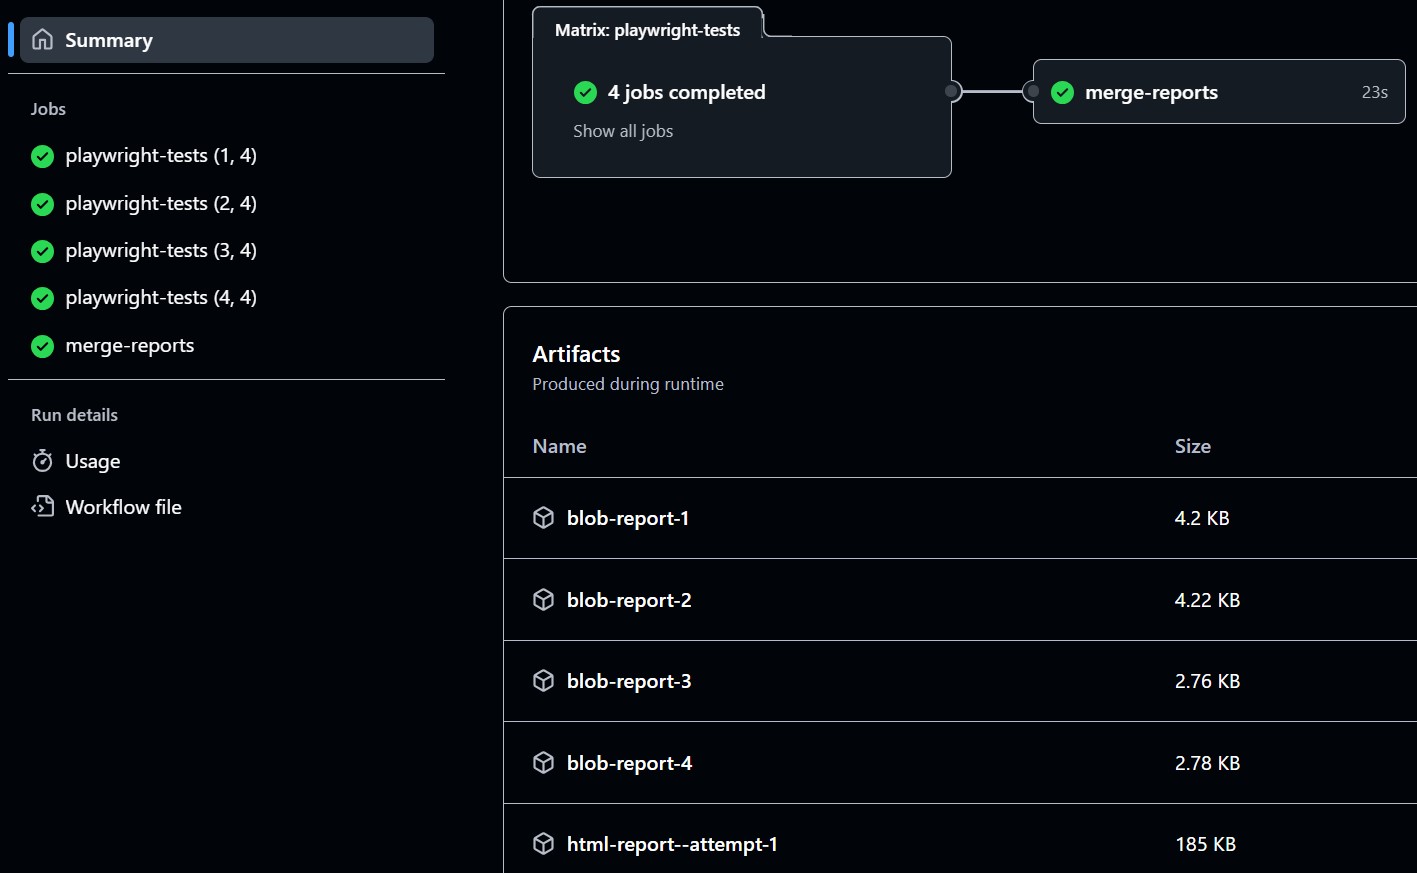 Summary
Jobs
playwright-tests (1, 4)
playwright-tests (2, 4)
playwright-tests (3, 4)
playwright-tests (4, 4)
merge-reports
Run details
Usage
Workflow file
Matrix: playwright-tests
4 jobs completed
Show all jobs
merge-reports 23s
Artifacts
Produced during runtime
Name Size
blob-report-1 4.2 KB
blob-report-2 4.22 KB
blob-report-3 2.76 KB
blob-report-4 2.78 KB
html-report--attempt-1 185 KB